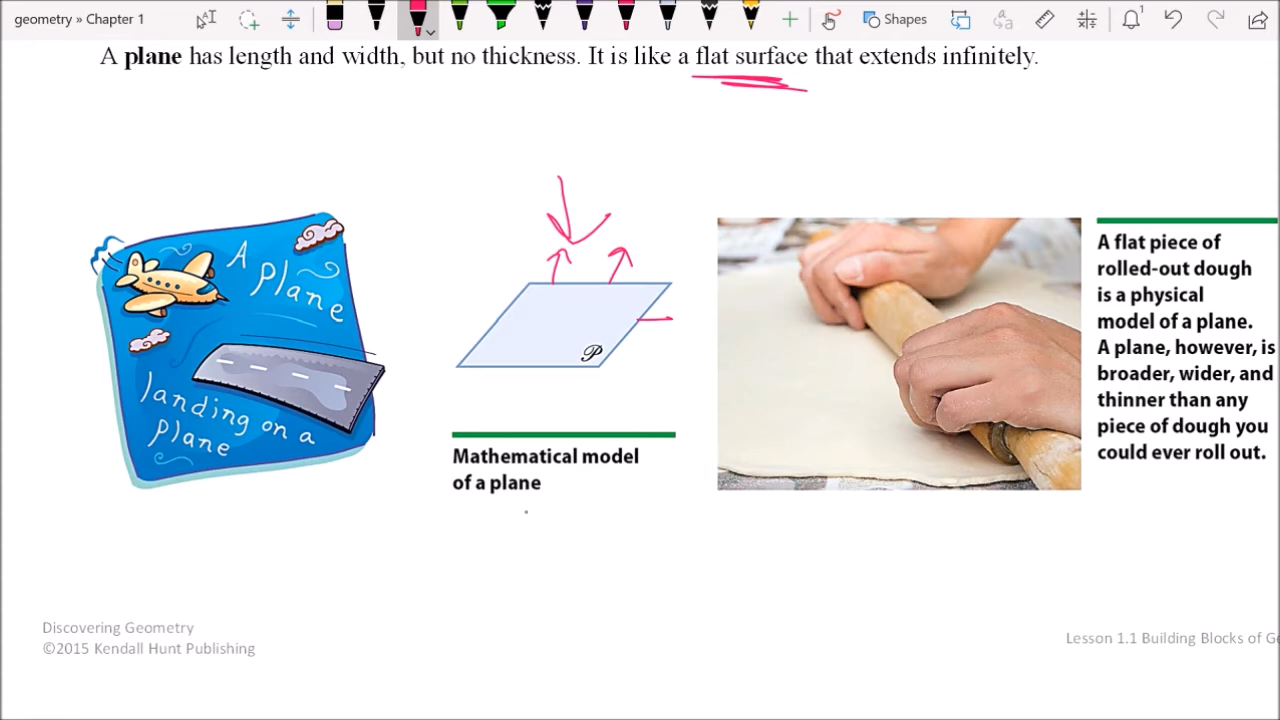 geometry » Chapter 1
Shapes
A plane has length and width, but no thickness. It is like a flat surface that extends infinitely.
A
plane
landing on a
plane
P
Mathematical model
of a plane
A flat piece of
rolled-out dough
is a physical
model of a plane.
A plane, however, is
broader, wider, and
thinner than any
piece of dough you
could ever roll out.
Discovering Geometry
©2015 Kendall Hunt Publishing
Lesson 1.1 Building Blocks of Ge